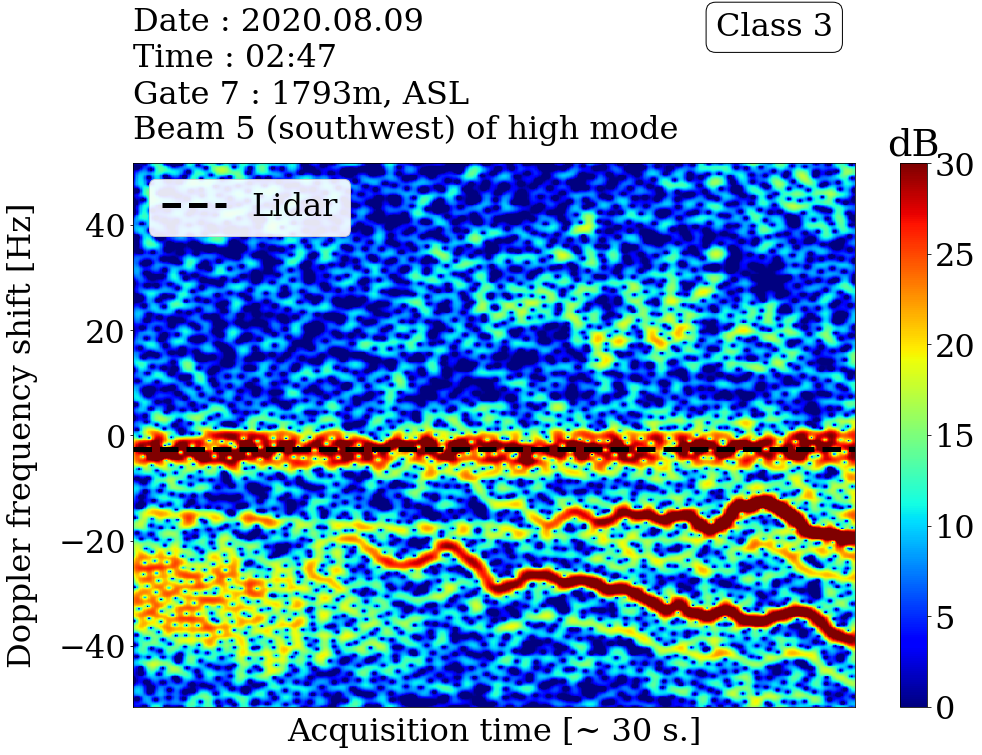 Date : 2020.08.09
Time : 02:47
Gate 7 : 1793m, ASL
Beam 5 (southwest) of high mode
Class 3
dB
Lidar
Doppler frequency shift [Hz]
40
20
0
−20
−40
30
25
20
15
10
5
0
Acquisition time [~ 30 s.]